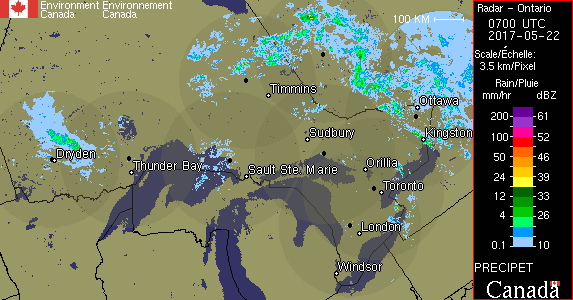 Environment Environnement
Canada Canada
100 KM
Timmins
Ottawa
Sudbury
Kingston
Dryden
Thunder Bay
Sault Ste. Marie
Orillia
Toronto
London
Windsor
Radar - Ontario
0700 UTC
2017-05-22
Scale/Échelle:
3.5 km/Pixel
Rain/Pluie
mm/hr dBZ
200 61
100 52
50 46
24 39
12 33
4 26
0.1 10
PRECIPET
Canada